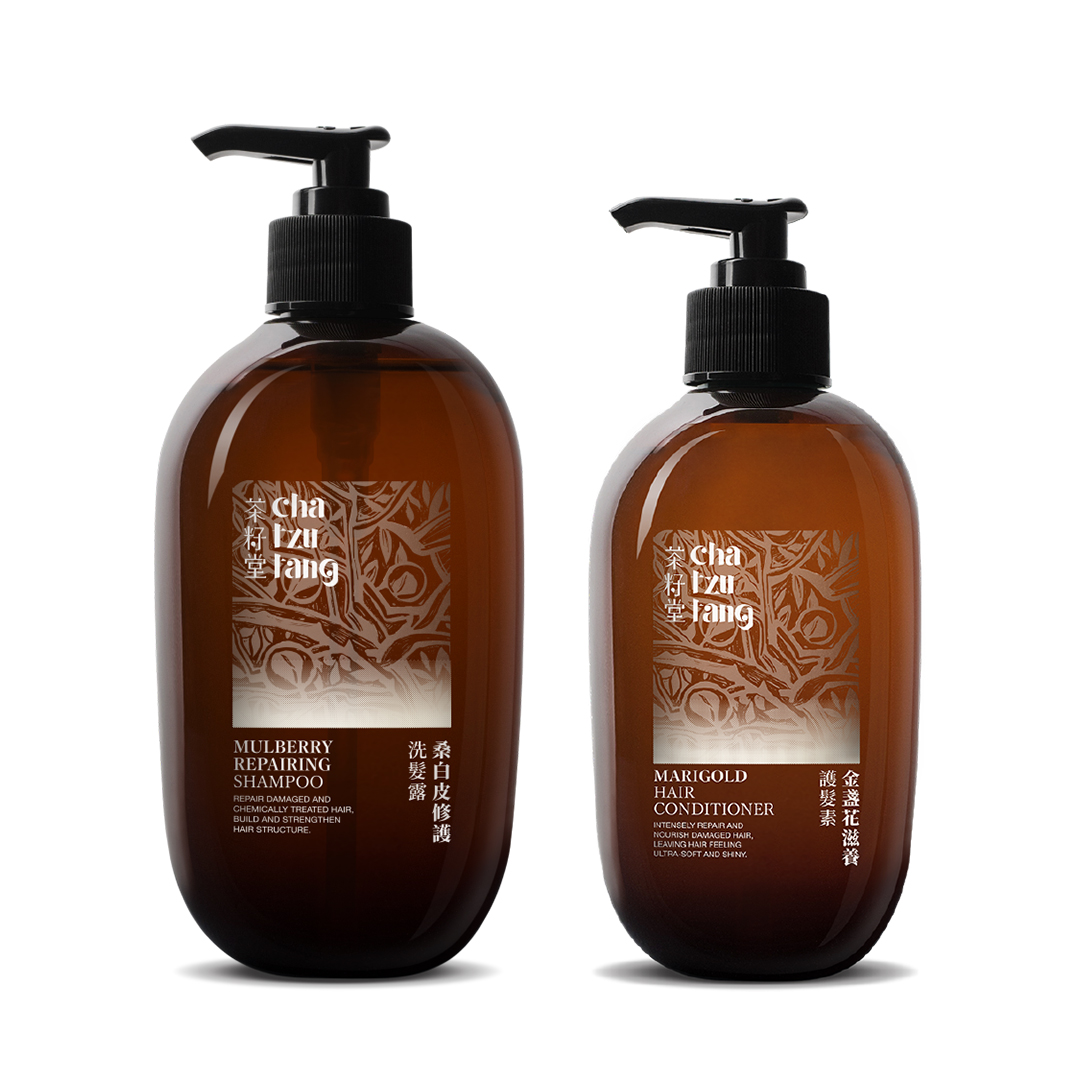 茶籽堂
cha
tzu
tang
MULBERRY
REPAIRING
SHAMPOO
REPAIR DAMAGED AND
CHEMICALLY TREATED HAIR,
BUILD AND STRENGTHEN
HAIR STRUCTURE.
桑白皮修護
洗髮露
茶籽堂
cha
tzu
tang
MARIGOLD
HAIR
CONDITIONER
INTENSELY REPAIR AND
NOURISH DAMAGED HAIR,
LEAVING HAIR FEELING
ULTRA-SOFT AND SHINY.
金盞花滋養
護髮素